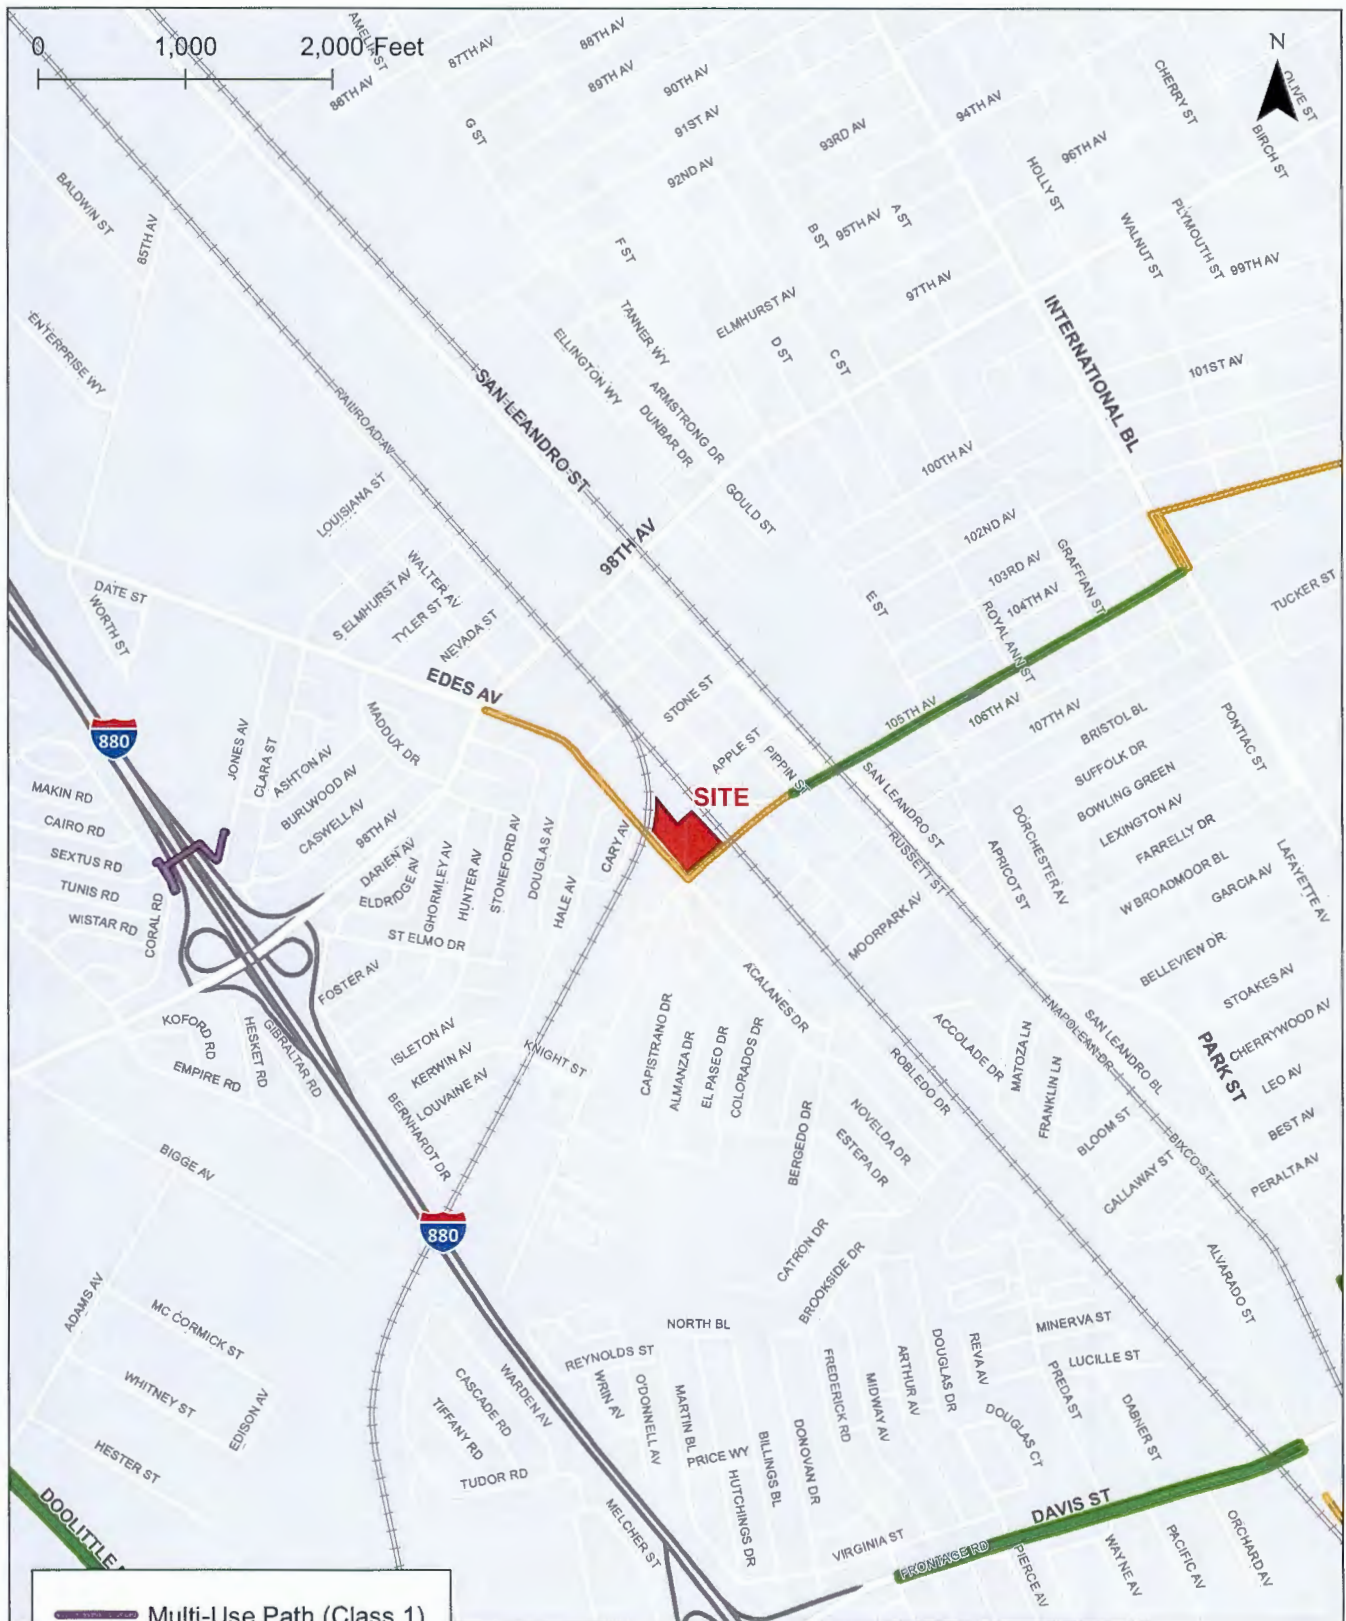 0 1,000 2,000 Feet
N
AMELIA ST
87TH AV
88TH AV
88TH AV
89TH AV
90TH AV
91ST AV
92ND AV
93RD AV
94TH AV
CHERRY ST
OLIVE ST
BIRCH ST
96TH AV
HOLLY ST
G ST
BALDWIN ST
85TH AV
F ST
B ST
95TH AV
A ST
WALNUT ST
PLYMOUTH ST
99TH AV
97TH AV
ELMHURST AV
TANNER WY
ELLINGTON WY
D ST
C ST
INTERNATIONAL BL
101ST AV
ENTERPRISE WY
RAILROAD AV
SAN LEANDRO ST
ARMSTRONG DR
DUNBAR DR
100TH AV
GOULD ST
LOUISIANA ST
98TH AV
102ND AV
103RD AV
GRAFFIAN ST
104TH AV
E ST
ROYAL ANN ST
TUCKER ST
DATE ST
WORTH ST
WALTER AV
S ELMHURST AV
TYLER ST
NEVADA ST
EDES AV
STONE ST
105TH AV
106TH AV
107TH AV
BRISTOL BL
PONTIAC ST
MADDUX DR
880
JONES AV
CLARA ST
ASHTON AV
APPLE ST
PIPPIN ST
SAN LEANDRO ST
SUFFOLK DR
BOWLING GREEN
MAKIN RD
BURLWOOD AV
SITE
LEXINGTON AV
CAIRO RD
CASWELL AV
98TH AV
CARY AV
RUSSETT ST
DORCHESTER AV
FARRELLY DR
SEXTUS RD
DARIEN AV
ELDRIDGE AV
GHORMLEY AV
HUNTER AV
STONEFORD AV
DOUGLAS AV
HALE AV
APRICOT ST
W BROADMOOR BL
GARCIA AV
LAFAYETTE AV
TUNIS RD
WISTAR RD
CORAL RD
ST ELMO DR
MOORPARK AV
BELLEVIEW DR
STOAKES AV
FOSTER AV
ACALANES DR
KOFORD RD
HESKET RD
GIBRALTAR RD
ISLETON AV
KERWIN AV
LOUVAINE AV
KNIGHT ST
CAPISTRANO DR
ALMANZA DR
EL PASEO DR
COLORADOS DR
ACCOLADE DR
MATOZA LN
FRANKLIN LN
NAPOLEAN DR
SAN LEANDRO BL
PARK ST
CHERRYWOOD AV
EMPIRE RD
BERNHARDT DR
ROBLEDO DR
LEO AV
BERGEDO DR
NOVELDA DR
ESTEPA DR
BLOOM ST
BEST AV
BIGGE AV
GALLAWAY ST
BIXCO ST
PERALTA AV
880
CATRON DR
BROOKSIDE DR
ALVARADO ST
ADAMS AV
MC CORMICK ST
NORTH BL
MINERVA ST
REYNOLDS ST
LUCILLE ST
WHITNEY ST
EDISON AV
CASCADE RD
WARDEN AV
TIFFANY RD
WRIN AV
O'DONNELL AV
MARTIN BL
FREDERICK RD
MIDWAY AV
ARTHUR AV
DOUGLAS DR
REVA AV
PREDA ST
DABNER ST
DOUGLAS CT
HESTER ST
TUDOR RD
PRICE WY
BILLINGS BL
DONOVAN DR
HUTCHINGS DR
DOOLITTLE
MELCHER ST
VIRGINIA ST
FRONTAGE RD
DAVIS ST
PIERCE AV
WAYNE AV
PACIFIC AV
ORCHARD AV
Multi-Use Path (Class 1)